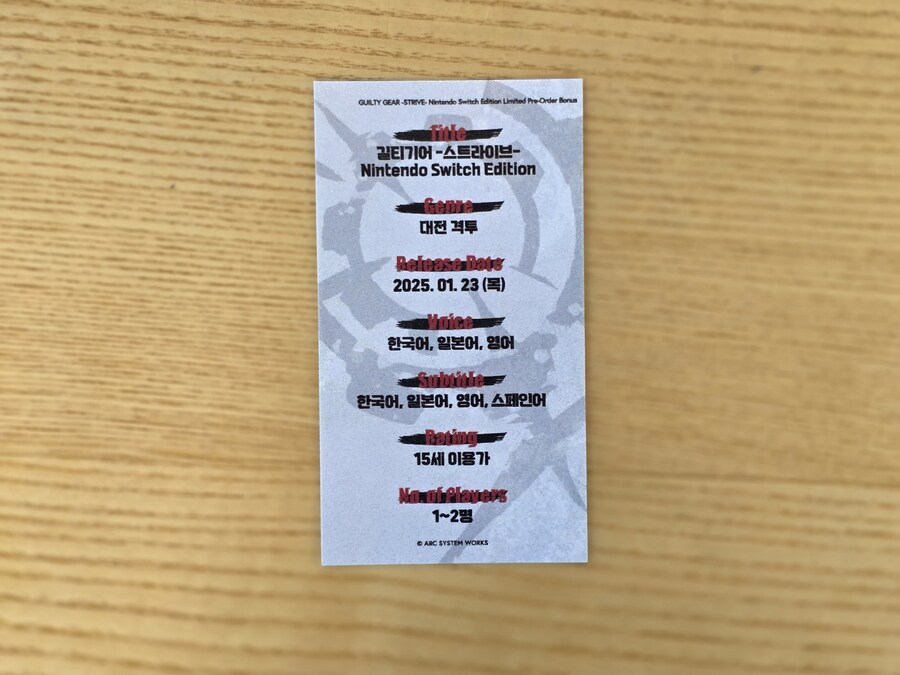 GUILTY GEAR -STRIVE- Nintendo Switch Edition Limited Pre-Order Bonus
Title
길티기어 -스트라이브-
Nintendo Switch Edition
Genre
대전 격투
Release Date
2025. 01. 23 (목)
Voice
한국어, 일본어, 영어
Subtitle
한국어, 일본어, 영어, 스페인어
Rating
15세 이용가
No. of Players
1~2명
© ARC SYSTEM WORKS